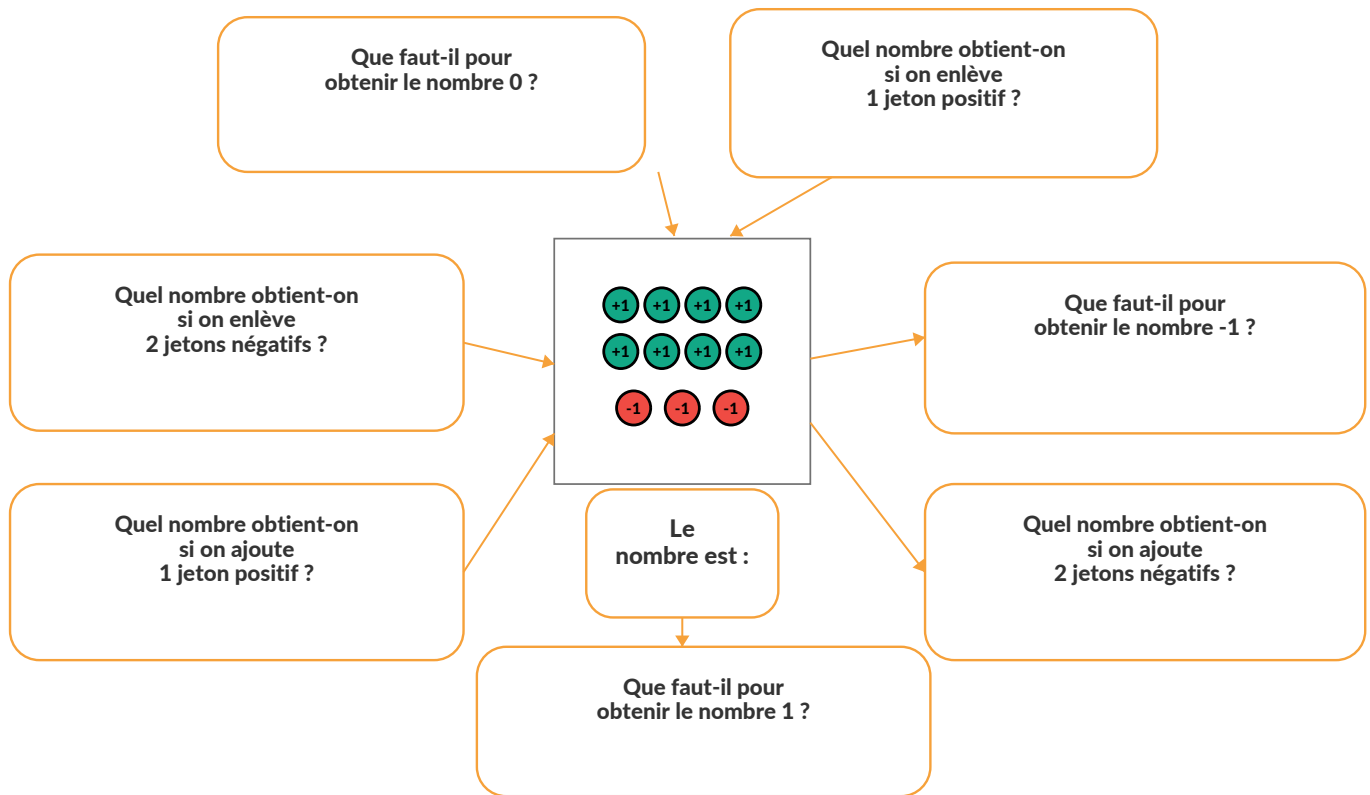 Que faut-il pour
obtenir le nombre 0 ?
Quel nombre obtient-on
si on enlève
1 jeton positif ?
Quel nombre obtient-on
si on enlève
2 jetons négatifs ?
+1 +1 +1 +1
+1 +1 +1 +1
-1 -1 -1
Que faut-il pour
obtenir le nombre -1 ?
Quel nombre obtient-on
si on ajoute
1 jeton positif ?
Le
nombre est :
Quel nombre obtient-on
si on ajoute
2 jetons négatifs ?
Que faut-il pour
obtenir le nombre 1 ?